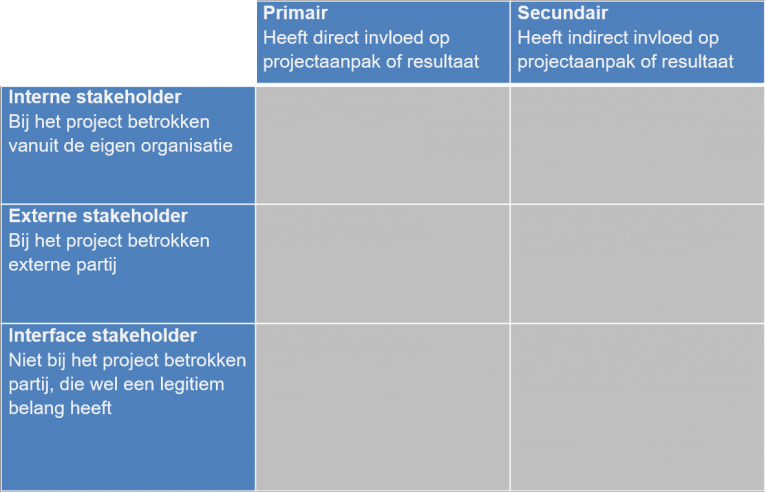 Primair
Heeft direct invloed op
projectaanpak of resultaat
Secundair
Heeft indirect invloed op
projectaanpak of resultaat
Interne stakeholder
Bij het project betrokken
vanuit de eigen organisatie
Externe stakeholder
Bij het project betrokken
externe partij
Interface stakeholder
Niet bij het project betrokken
partij, die wel een legitiem
belang heeft